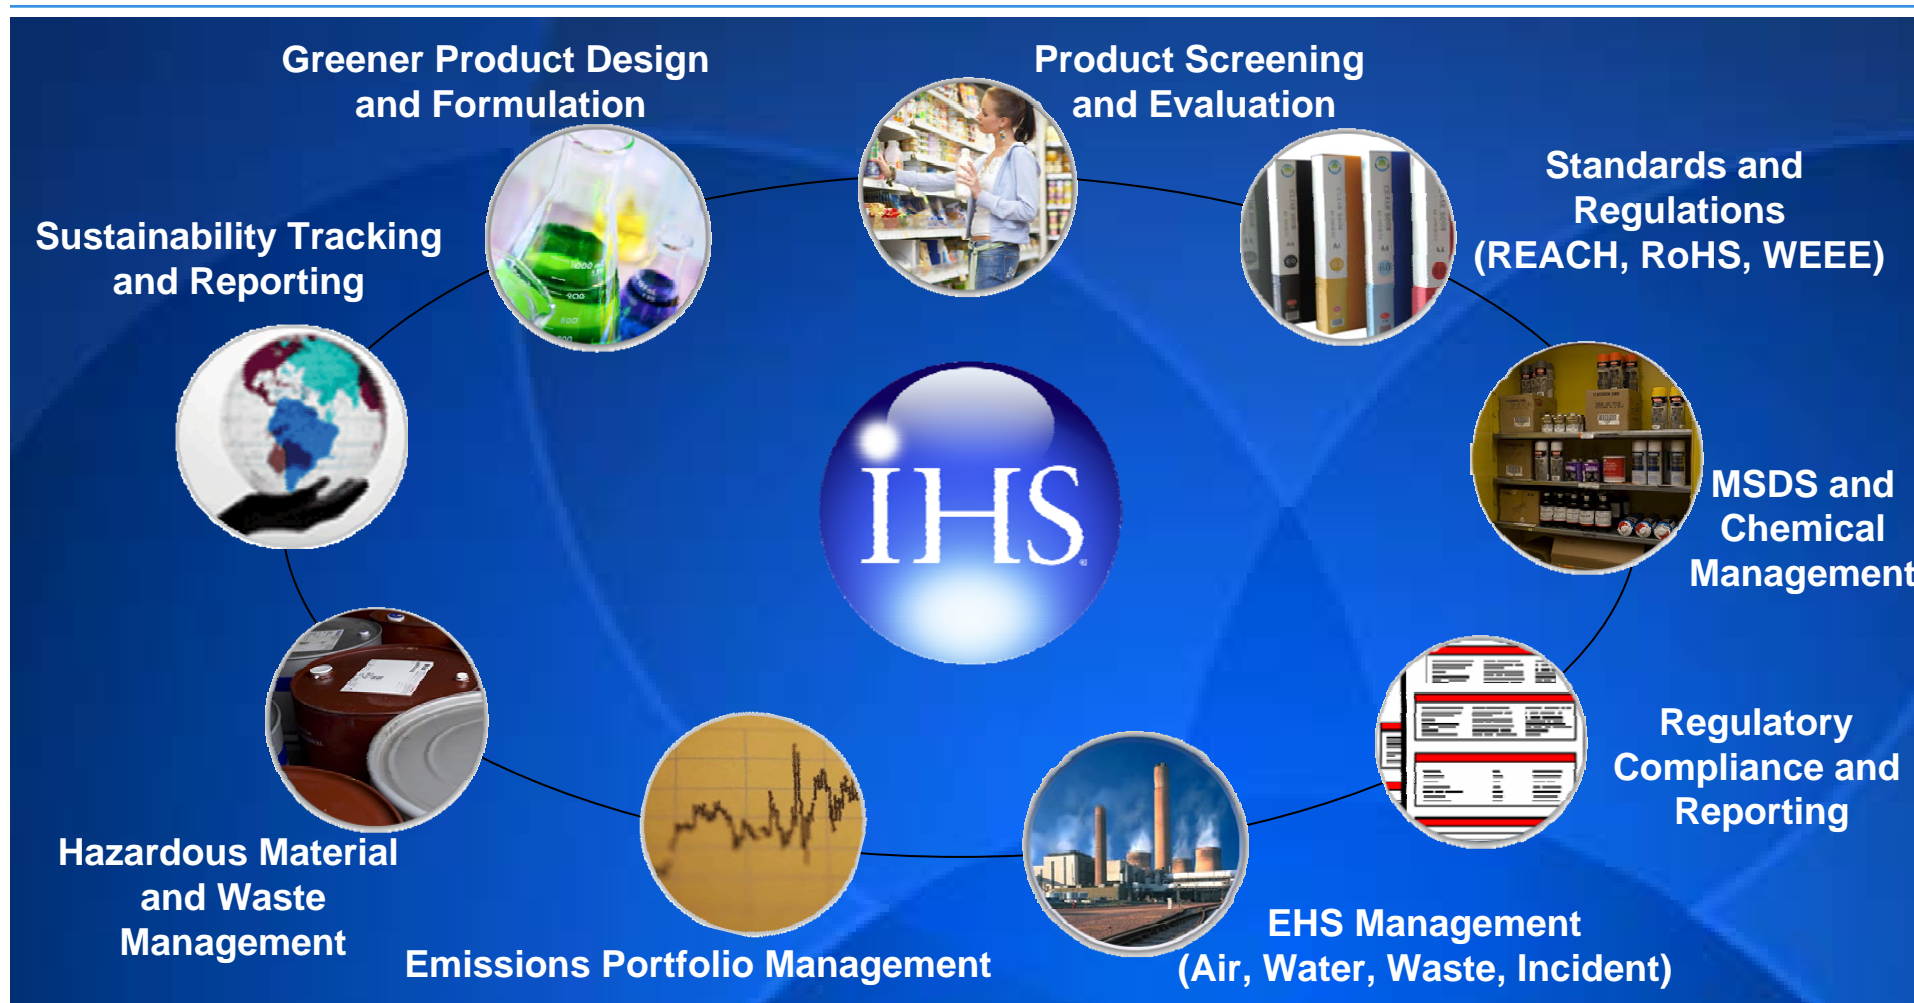 Greener Product Design
and Formulation
Product Screening
and Evaluation
Standards and
Regulations
(REACH, RoHS, WEEE)
Sustainability Tracking
and Reporting
IHS
MSDS and
Chemical
Management
Regulatory
Compliance and
Reporting
Hazardous Material
and Waste
Management
Emissions Portfolio Management
EHS Management
(Air, Water, Waste, Incident)